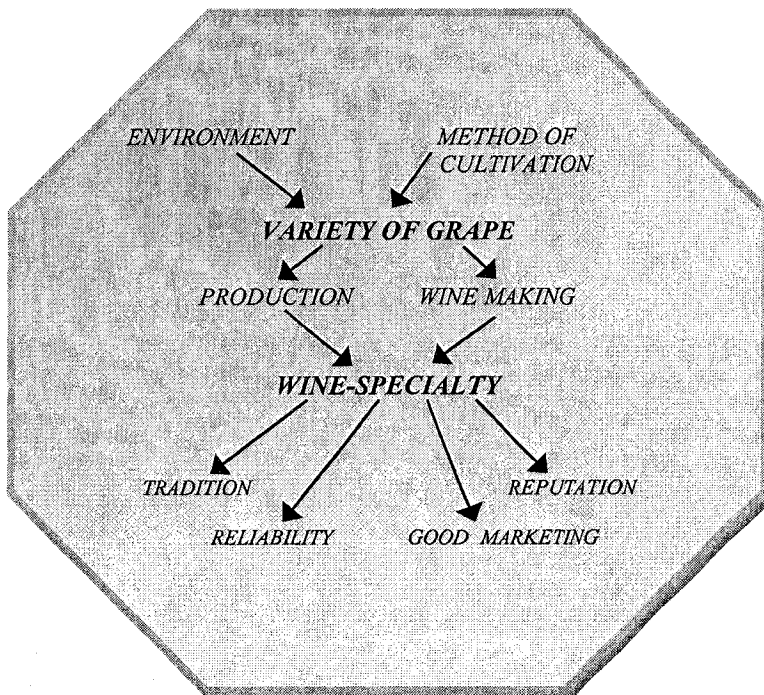 ENVIRONMENT
METHOD OF
CULTIVATION
VARIETY OF GRAPE
PRODUCTION
WINE MAKING
WINE-SPECIALTY
TRADITION
REPUTATION
RELIABILITY
GOOD MARKETING